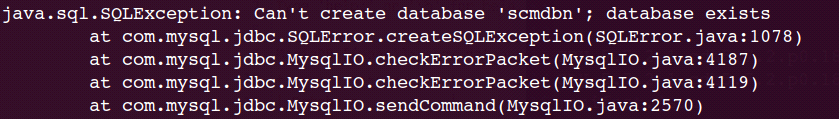 java.sql.SQLException: Can't create database 'scmdbn'; database exists
at com.mysql.jdbc.SQLError.createSQLException(SQLError.java:1078)
at com.mysql.jdbc.MysqlIO.checkErrorPacket(MysqlIO.java:4187)
at com.mysql.jdbc.MysqlIO.checkErrorPacket(MysqlIO.java:4119)
at com.mysql.jdbc.MysqlIO.sendCommand(MysqlIO.java:2570)